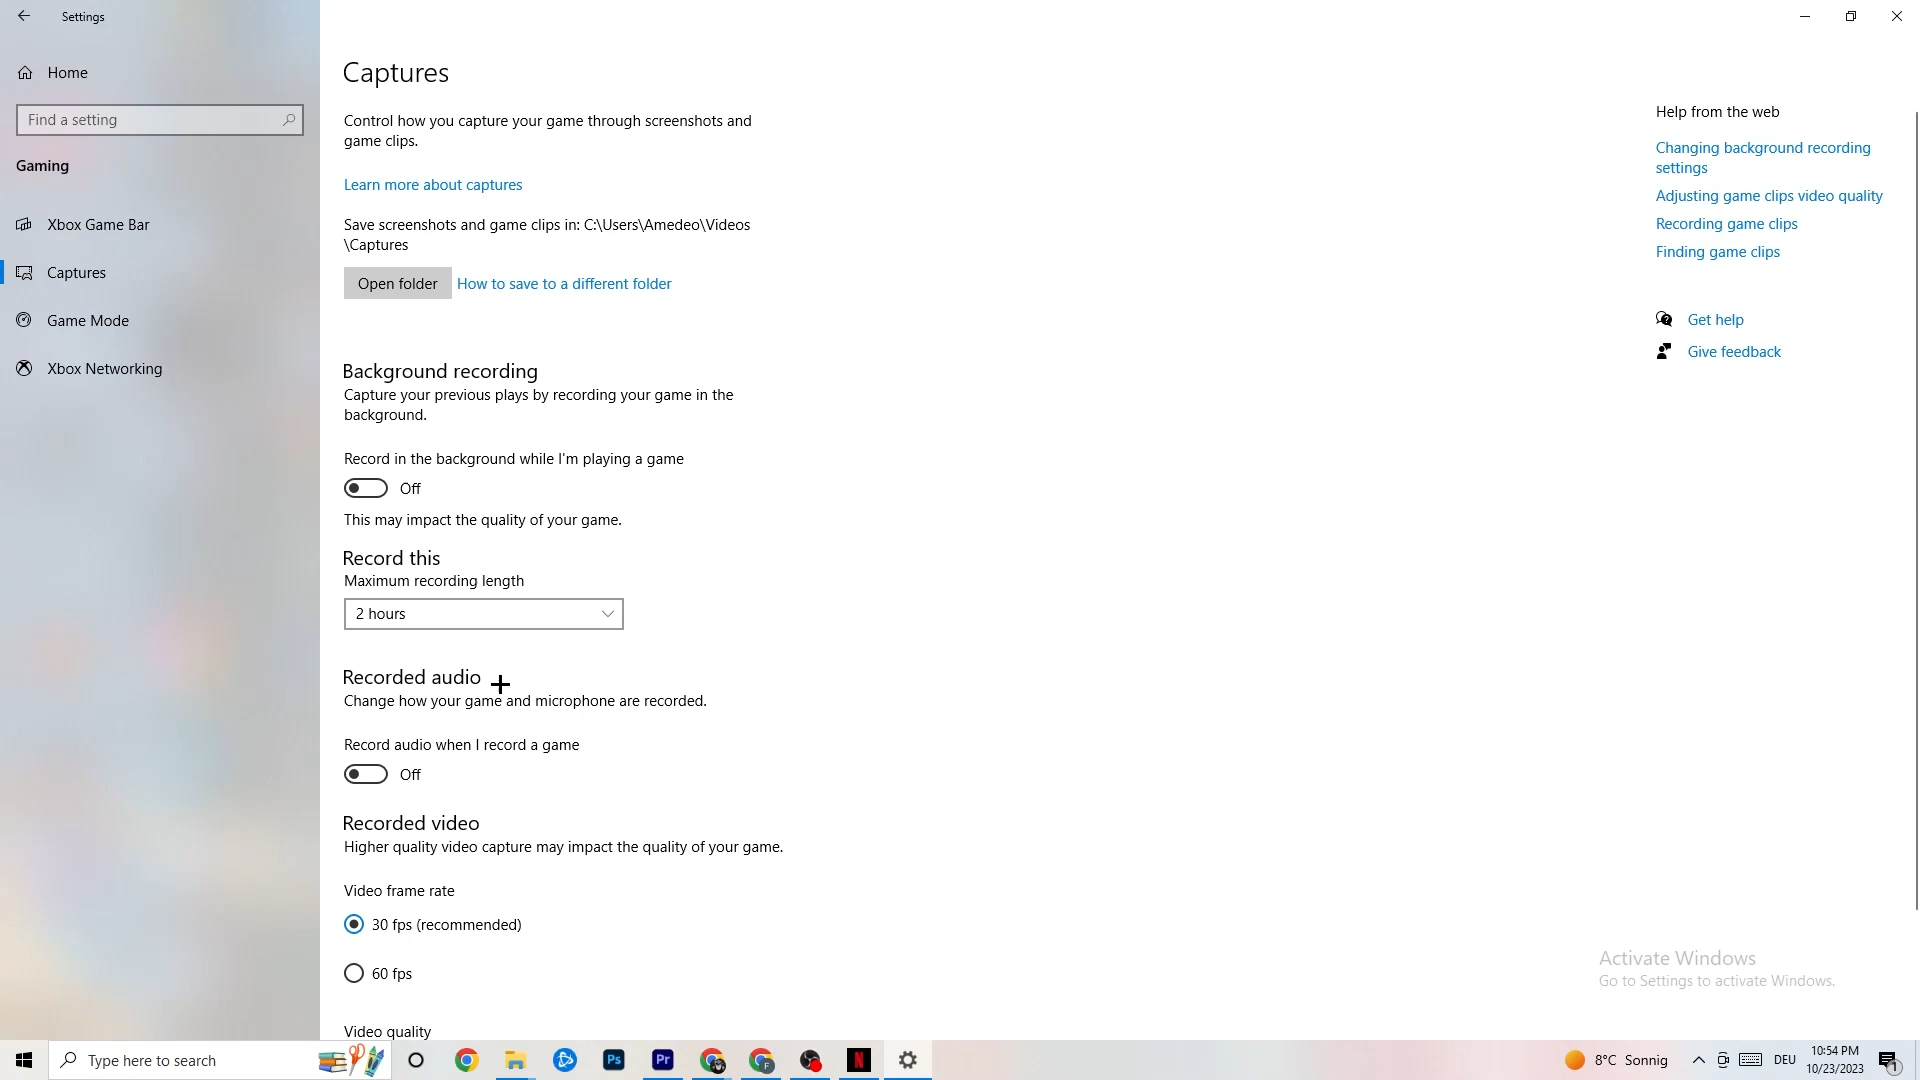 Settings
Home
Find a setting
Gaming
Xbox Game Bar
Captures
Game Mode
Xbox Networking
Captures
Control how you capture your game through screenshots and
game clips.
Learn more about captures
Save screenshots and game clips in: C:\Users\Amedeo\Videos
\Captures
Open folder
How to save to a different folder
Background recording
Capture your previous plays by recording your game in the
background.
Record in the background while I'm playing a game
Off
This may impact the quality of your game.
Record this
Maximum recording length
2 hours
Recorded audio
Change how your game and microphone are recorded.
Record audio when I record a game
Off
Recorded video
Higher quality video capture may impact the quality of your game.
Video frame rate
30 fps (recommended)
60 fps
Video quality
Help from the web
Changing background recording
settings
Adjusting game clips video quality
Recording game clips
Finding game clips
Get help
Give feedback
Activate Windows
Go to Settings to activate Windows.
Type here to search
Ps
Pr
F
N
8°C Sonnig
DEU
10:54 PM
10/23/2023
1